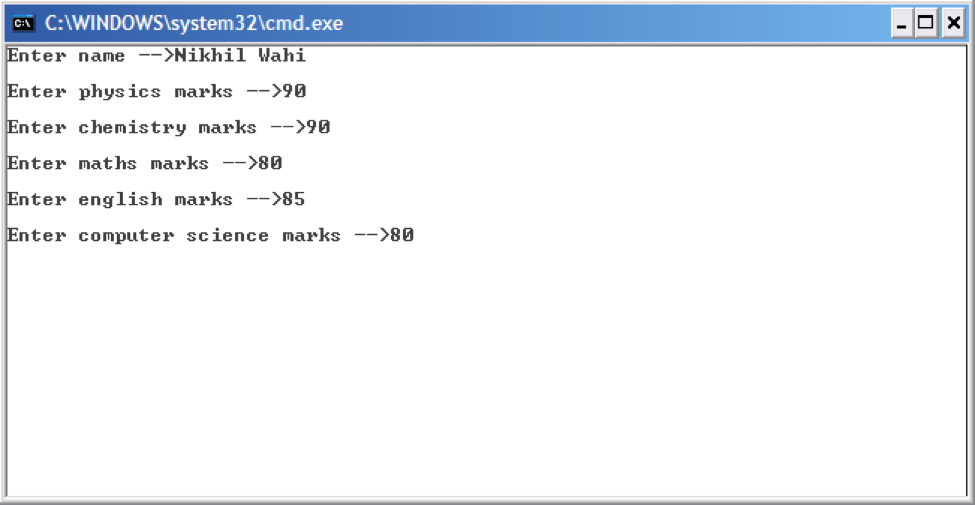 C:\WINDOWS\system32\cmd.exe
Enter name -->Nikhil Wahi
Enter physics marks -->90
Enter chemistry marks -->90
Enter maths marks -->80
Enter english marks -->85
Enter computer science marks -->80